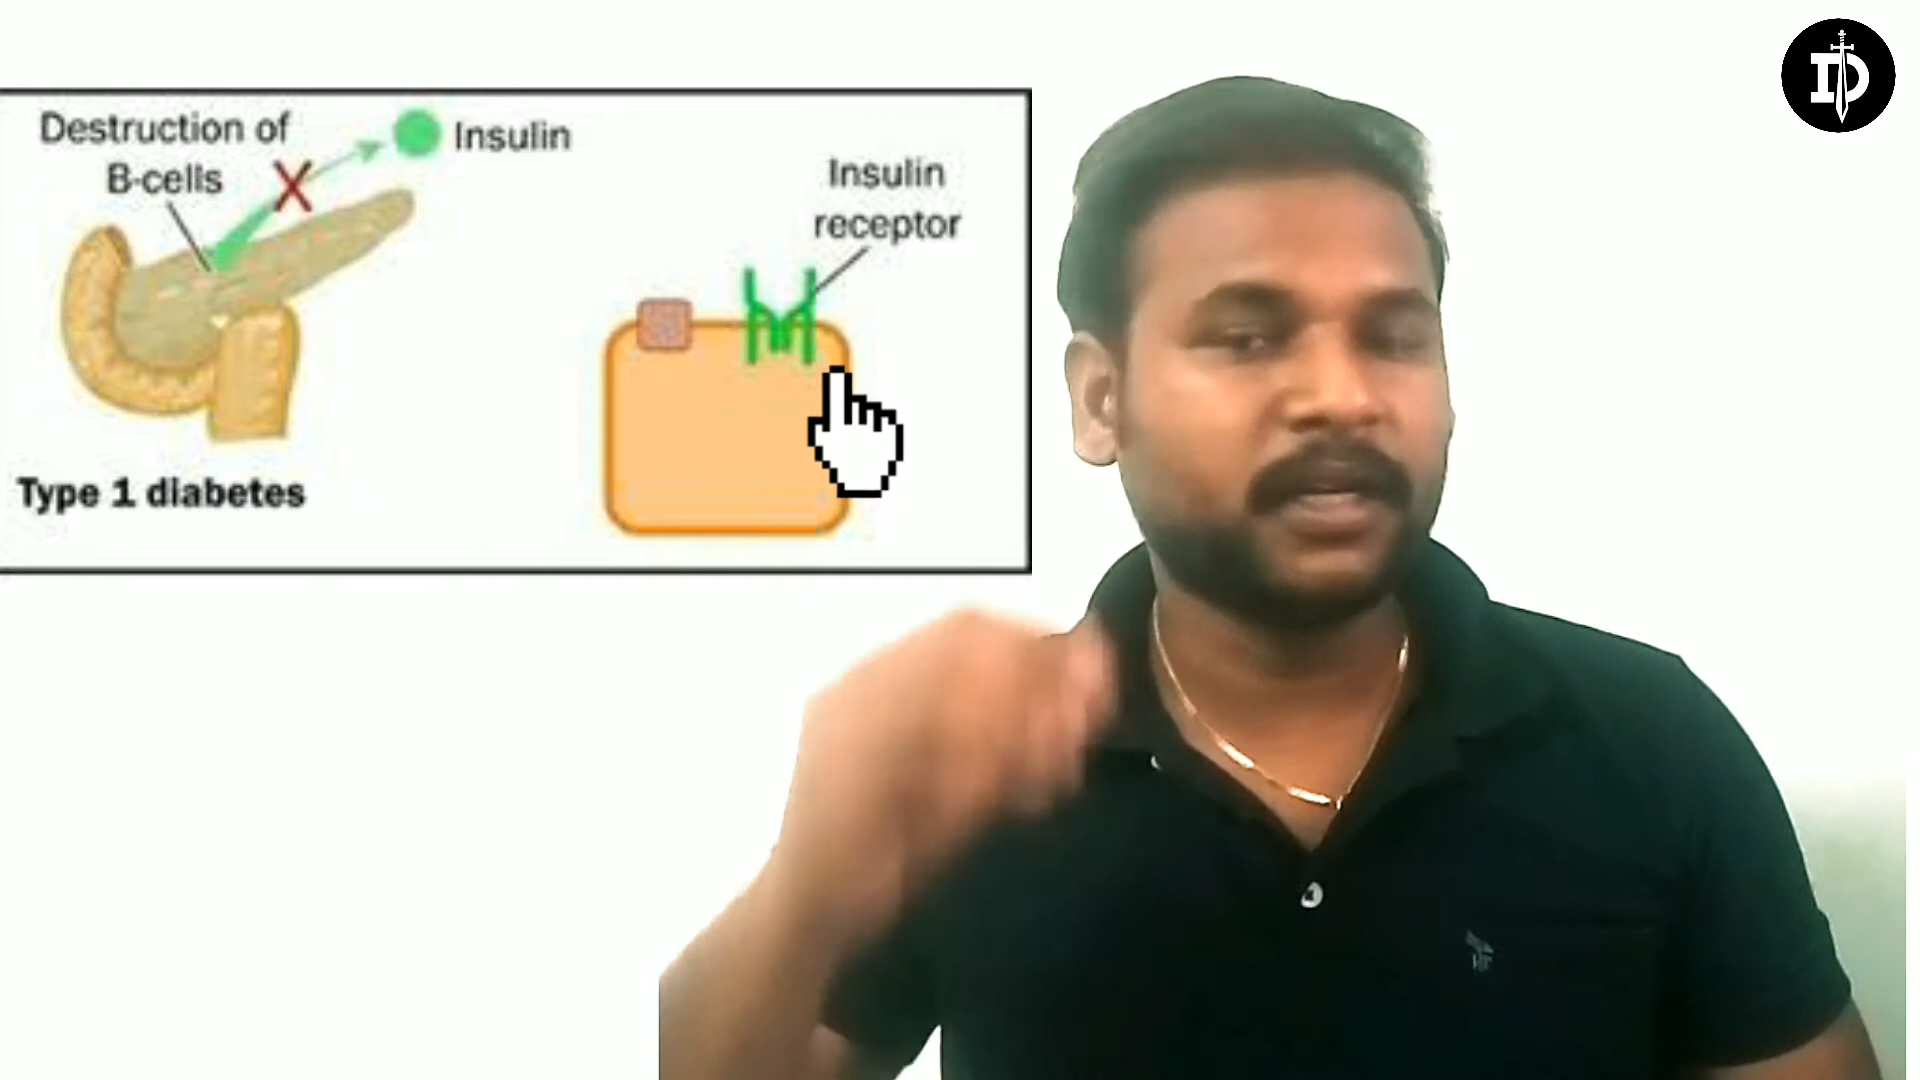 Destruction of
B-cells
Insulin
Insulin
receptor
Type 1 diabetes